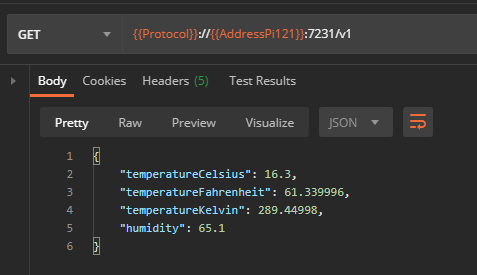 GET {{Protocol}}://{{AddressPi121}}:7231/v1
Body Cookies Headers (5) Test Results
Pretty Raw Preview Visualize JSON
1 {
2 "temperatureCelsius": 16.3,
3 "temperatureFahrenheit": 61.339996,
4 "temperatureKelvin": 289.44998,
5 "humidity": 65.1
6 }